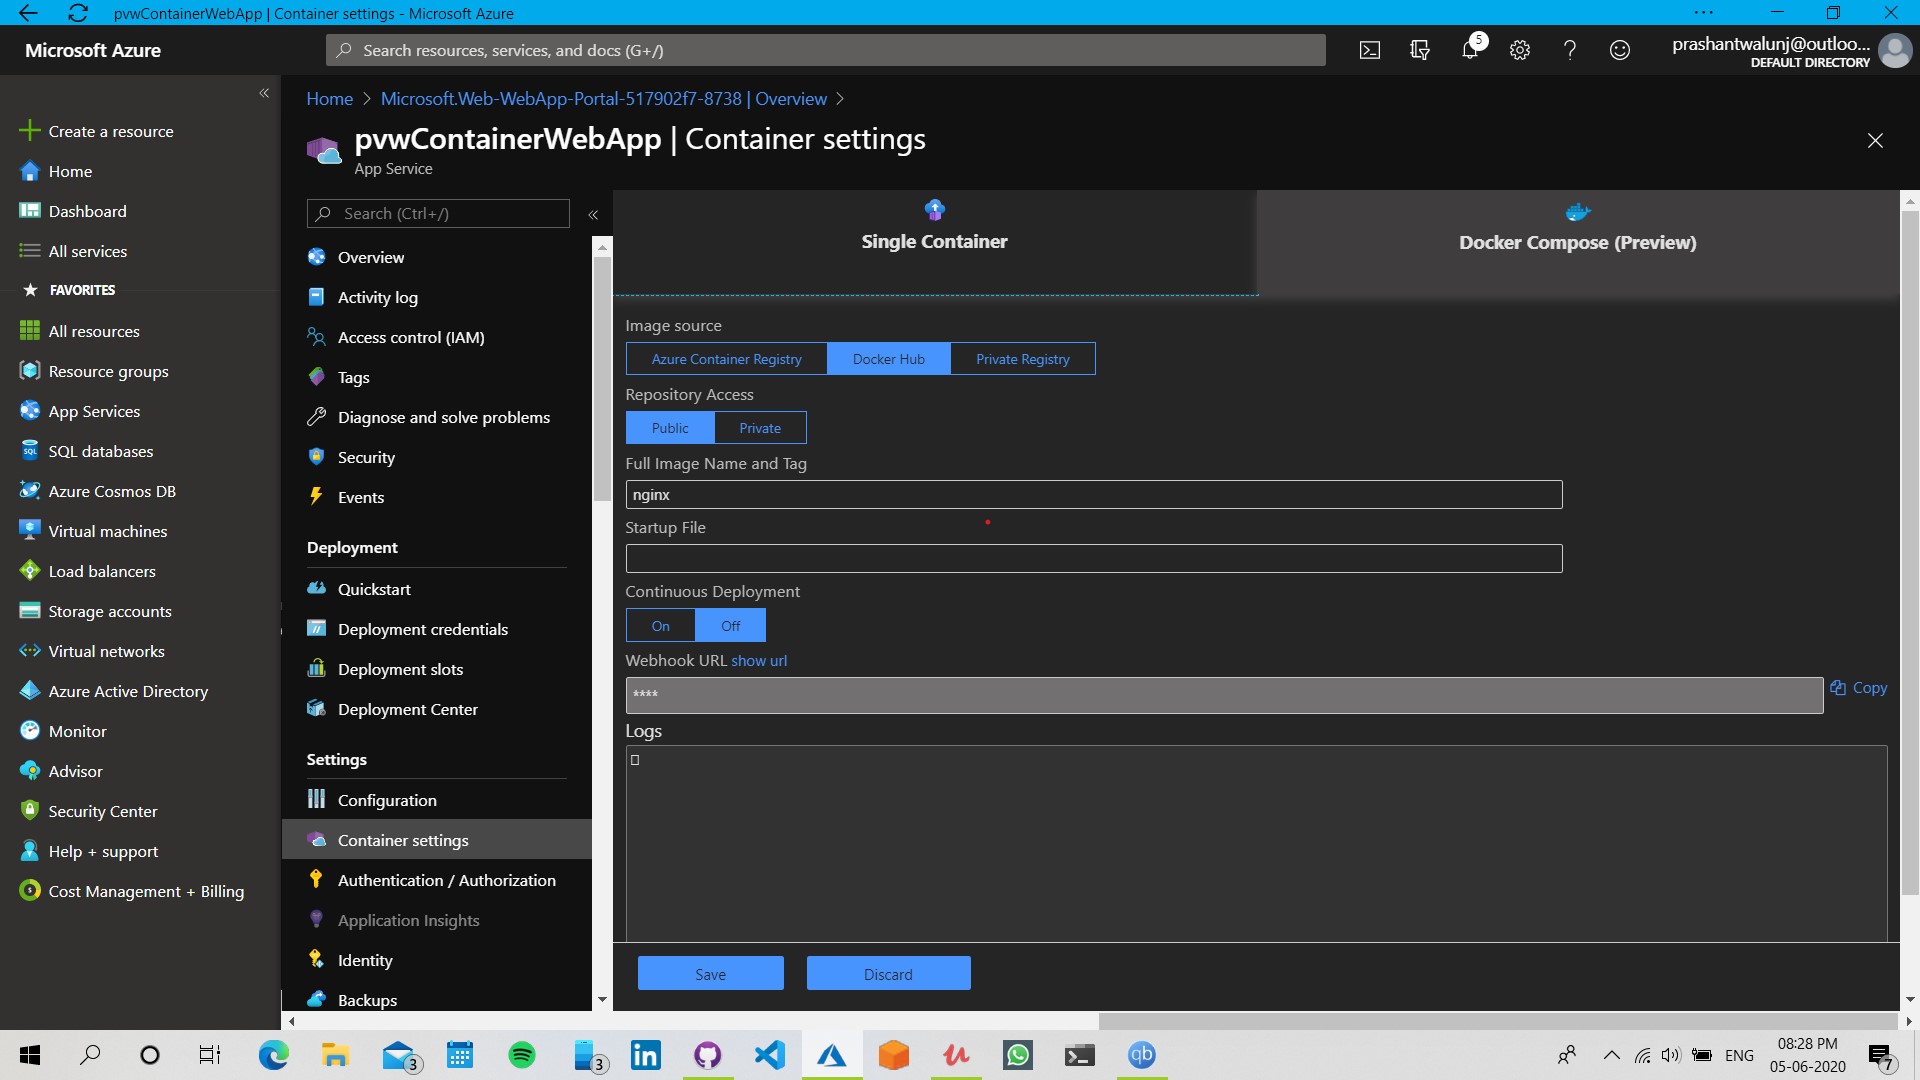 pvwContainerWebApp | Container settings - Microsoft Azure
Microsoft Azure
Search resources, services, and docs (G+/)
5
prashantwalunj@outloo...
DEFAULT DIRECTORY
Create a resource
Home
Dashboard
All services
FAVORITES
All resources
Resource groups
App Services
SQL databases
Azure Cosmos DB
Virtual machines
Load balancers
Storage accounts
Virtual networks
Azure Active Directory
Monitor
Advisor
Security Center
Help + support
Cost Management + Billing
Home > Microsoft.Web-WebApp-Portal-517902f7-8738 | Overview >
pvwContainerWebApp | Container settings
App Service
Search (Ctrl+/)
Overview
Activity log
Access control (IAM)
Tags
Diagnose and solve problems
Security
Events
Deployment
Quickstart
Deployment credentials
Deployment slots
Deployment Center
Settings
Configuration
Container settings
Authentication / Authorization
Application Insights
Identity
Backups
Single Container
Docker Compose (Preview)
Image source
Azure Container Registry Docker Hub Private Registry
Repository Access
Public Private
Full Image Name and Tag
nginx
Startup File
Continuous Deployment
On Off
Webhook URL show url
**** Copy
Logs
Save Discard
3
3
in
qb
ENG
08:28 PM
05-06-2020
7